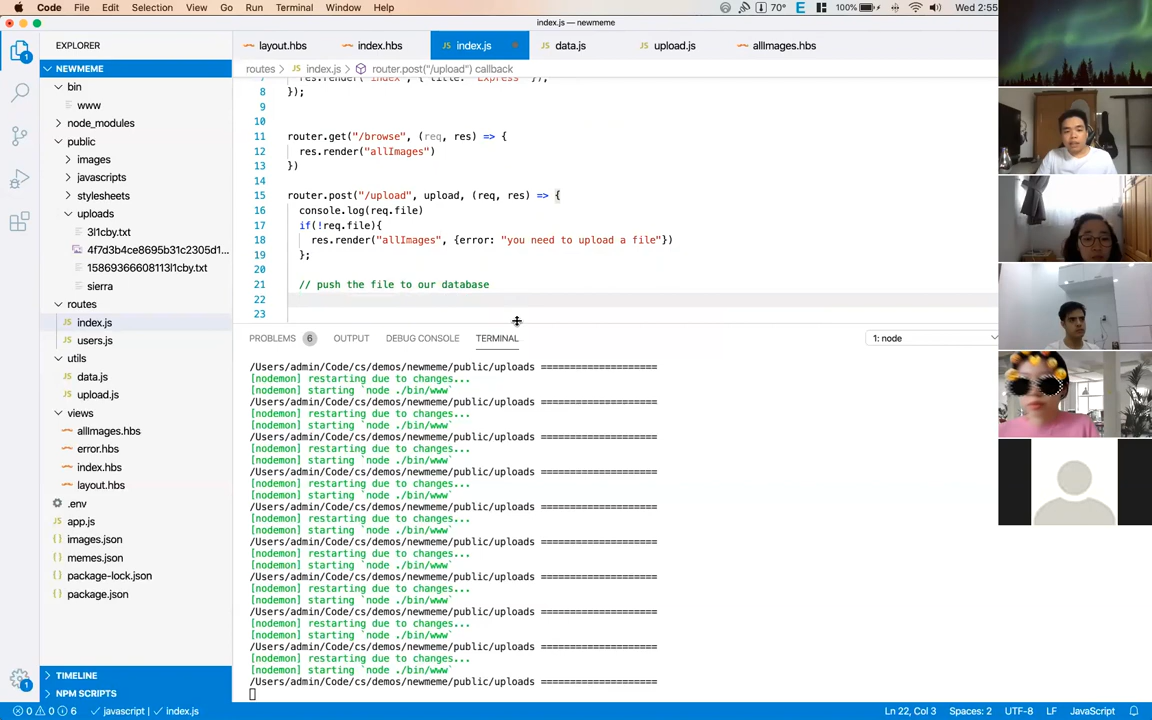 Code File Edit Selection View Go Run Terminal Window Help 70° 100% Wed 2:55
index.js — newmeme
EXPLORER
layout.hbs index.hbs index.js data.js upload.js allImages.hbs
NEWMEME
routes > index.js > router.post("/upload") callback
bin
www
node_modules
public
images
javascripts
stylesheets
uploads
3l1cby.txt
4f7d3b4ce8695b31c2305d1...
15869366608113l1cby.txt
sierra
routes
index.js
users.js
utils
data.js
upload.js
views
allImages.hbs
error.hbs
index.hbs
layout.hbs
.env
app.js
images.json
memes.json
package-lock.json
package.json
TIMELINE
NPM SCRIPTS
7 res.render("index", { title: "Express" });
8 });
9
10
11 router.get("/browse", (req, res) => {
12 res.render("allImages")
13 })
14
15 router.post("/upload", upload, (req, res) => {
16 console.log(req.file)
17 if(!req.file){
18 res.render("allImages", {error: "you need to upload a file"})
19 };
20
21 // push the file to our database
22
23
PROBLEMS 6 OUTPUT DEBUG CONSOLE TERMINAL 1: node
/Users/admin/Code/cs/demos/newmeme/public/uploads ====================
[nodemon] restarting due to changes...
[nodemon] starting `node ./bin/www`
/Users/admin/Code/cs/demos/newmeme/public/uploads ====================
[nodemon] restarting due to changes...
[nodemon] starting `node ./bin/www`
/Users/admin/Code/cs/demos/newmeme/public/uploads ====================
[nodemon] restarting due to changes...
[nodemon] starting `node ./bin/www`
/Users/admin/Code/cs/demos/newmeme/public/uploads ====================
[nodemon] restarting due to changes...
[nodemon] starting `node ./bin/www`
/Users/admin/Code/cs/demos/newmeme/public/uploads ====================
[nodemon] restarting due to changes...
[nodemon] starting `node ./bin/www`
/Users/admin/Code/cs/demos/newmeme/public/uploads ====================
[nodemon] restarting due to changes...
[nodemon] starting `node ./bin/www`
/Users/admin/Code/cs/demos/newmeme/public/uploads ====================
[nodemon] restarting due to changes...
[nodemon] starting `node ./bin/www`
/Users/admin/Code/cs/demos/newmeme/public/uploads ====================
[nodemon] restarting due to changes...
[nodemon] starting `node ./bin/www`
/Users/admin/Code/cs/demos/newmeme/public/uploads ====================
[nodemon] restarting due to changes...
[nodemon] starting `node ./bin/www`
/Users/admin/Code/cs/demos/newmeme/public/uploads ====================
0 0 6 javascript | index.js Ln 22, Col 3 Spaces: 2 UTF-8 LF JavaScript